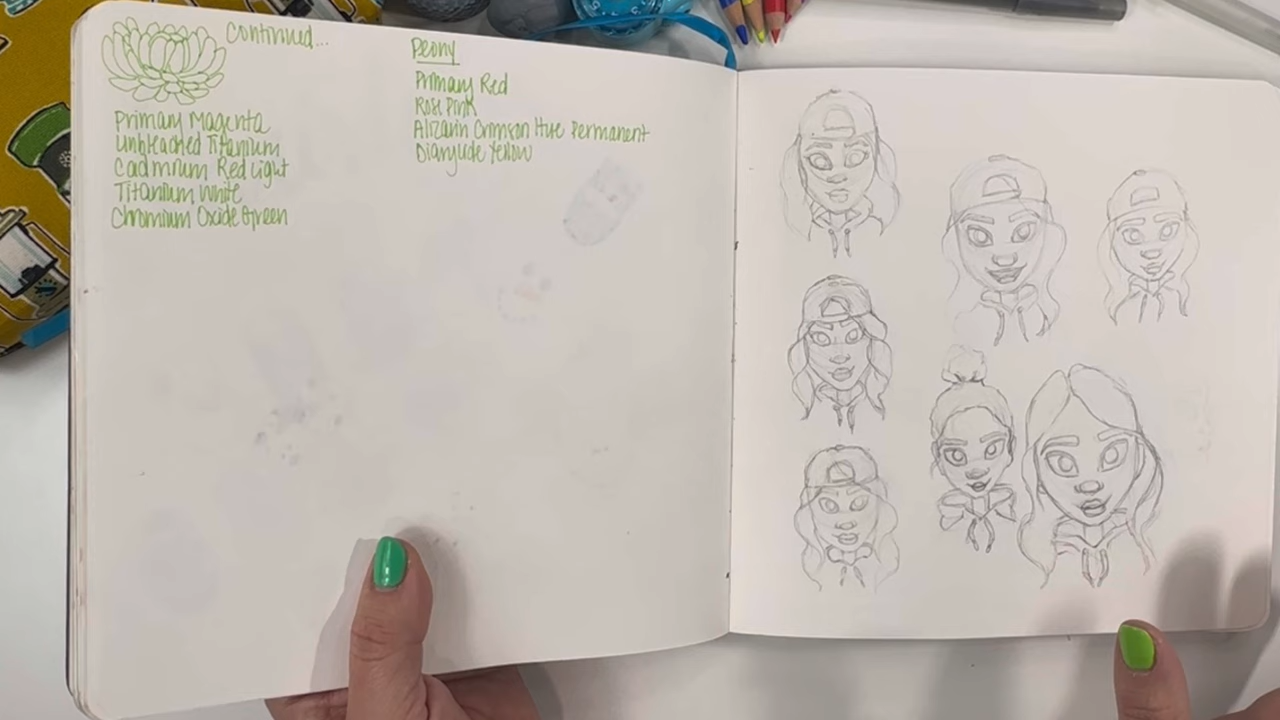 Continued...
Primary Magenta
Unbleached Titanium
Cadmium Red Light
Titanium White
Chromium Oxide Green
Peony
Primary Red
Rose Pink
Alizarin Crimson Hue Permanent
Diarylide Yellow